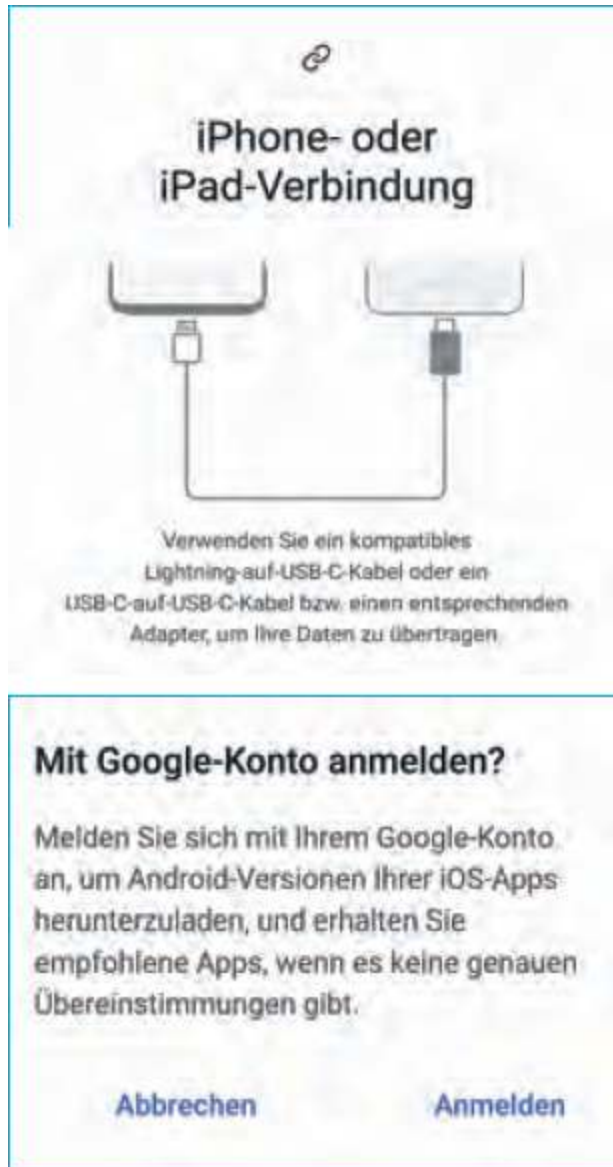 iPhone- oder
iPad-Verbindung
Verwenden Sie ein kompatibles
Lightning-auf-USB-C-Kabel oder ein
USB-C-auf-USB-C-Kabel bzw. einen entsprechenden
Adapter, um Ihre Daten zu übertragen.
Mit Google-Konto anmelden?
Melden Sie sich mit Ihrem Google-Konto
an, um Android-Versionen Ihrer iOS-Apps
herunterzuladen, und erhalten Sie
empfohlene Apps, wenn es keine genauen
Übereinstimmungen gibt.
Abbrechen Anmelden